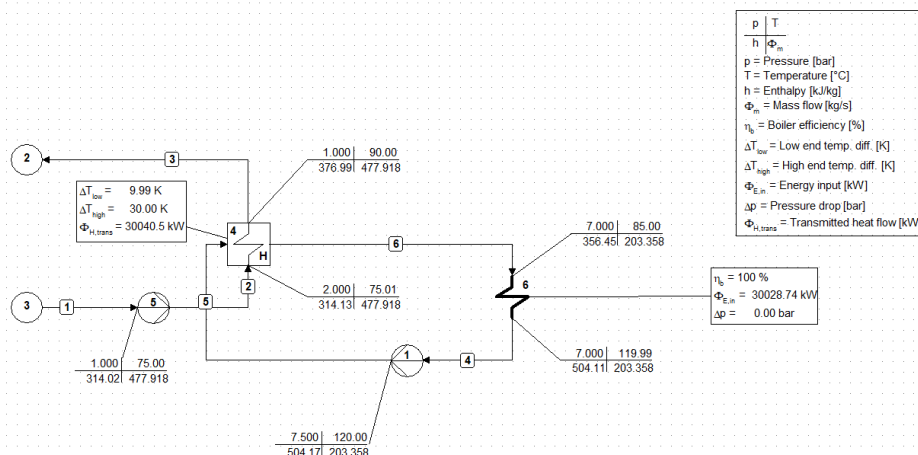 p T
h Φm
p = Pressure [bar]
T = Temperature [°C]
h = Enthalpy [kJ/kg]
Φm = Mass flow [kg/s]
ηb = Boiler efficiency [%]
ΔTlow = Low end temp. diff. [K]
ΔThigh = High end temp. diff. [K]
ΦE,in = Energy input [kW]
Δp = Pressure drop [bar]
ΦH,trans = Transmitted heat flow [kW
2
3
1.000 90.00
376.99 477.918
ΔTlow = 9.99 K
ΔThigh = 30.00 K
ΦH,trans = 30040.5 kW
4
H
6
7.000 85.00
356.45 203.358
3
1
5
5
2
2.000 75.01
314.13 477.918
6
ηb = 100 %
ΦE,in = 30028.74 kW
Δp = 0.00 bar
1.000 75.00
314.02 477.918
1
4
7.000 119.99
504.11 203.358
7.500 120.00
504.17 203.358